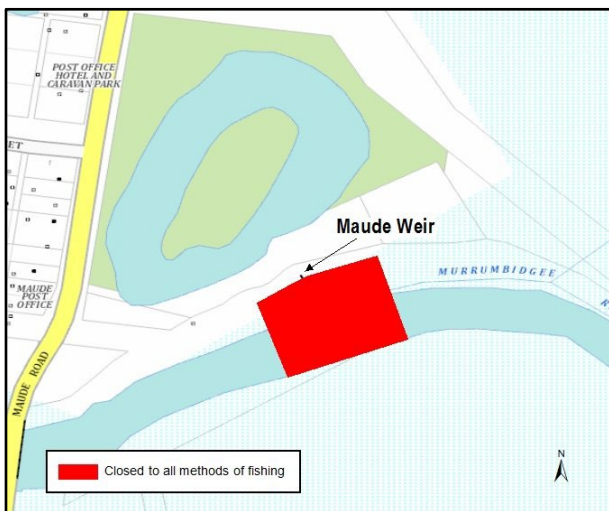 POST OFFICE
HOTEL AND
CARAVAN PARK
ET
Maude Weir
MURRUMBIDGEE
R
MAUDE
POST
OFFICE
MAUDE ROAD
Closed to all methods of fishing
N